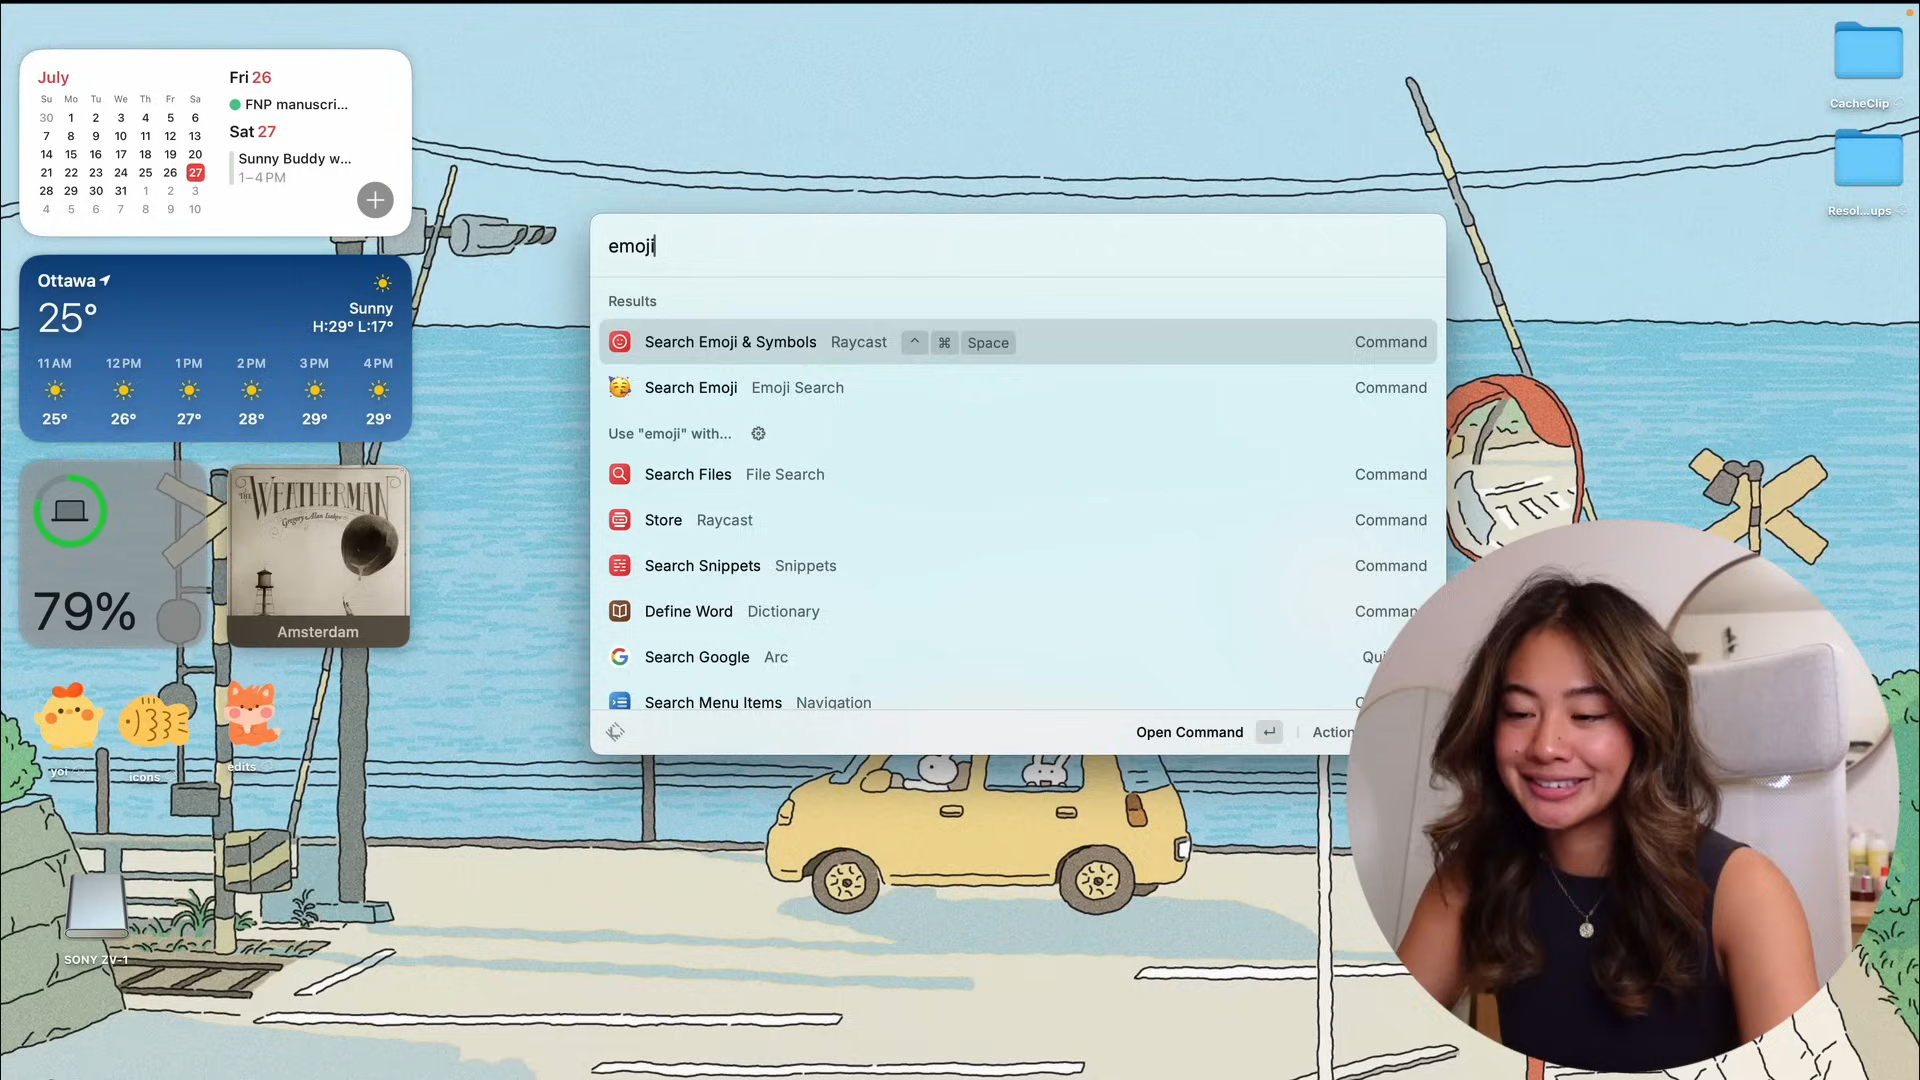 July
Su Mo Tu We Th Fr Sa
30 1 2 3 4 5 6
7 8 9 10 11 12 13
14 15 16 17 18 19 20
21 22 23 24 25 26 27
28 29 30 31 1 2 3
4 5 6 7 8 9 10
Fri 26
FNP manuscri...
Sat 27
Sunny Buddy w...
1–4 PM
Ottawa
25°
Sunny
H:29° L:17°
11 AM 12 PM 1 PM 2 PM 3 PM 4 PM
25° 26° 27° 28° 29° 29°
79%
THE WEATHERMAN
Gregory Alan Isakov
Amsterdam
yoi
icons
edits
SONY ZV-1
emoji
Results
Search Emoji & Symbols Raycast ^ ⌘ Space Command
Search Emoji Emoji Search Command
Use "emoji" with...
Search Files File Search Command
Store Raycast Command
Search Snippets Snippets Command
Define Word Dictionary Comman
Search Google Arc Qui
Search Menu Items Navigation C
Open Command ↵ Action
CacheClip
Resol...ups